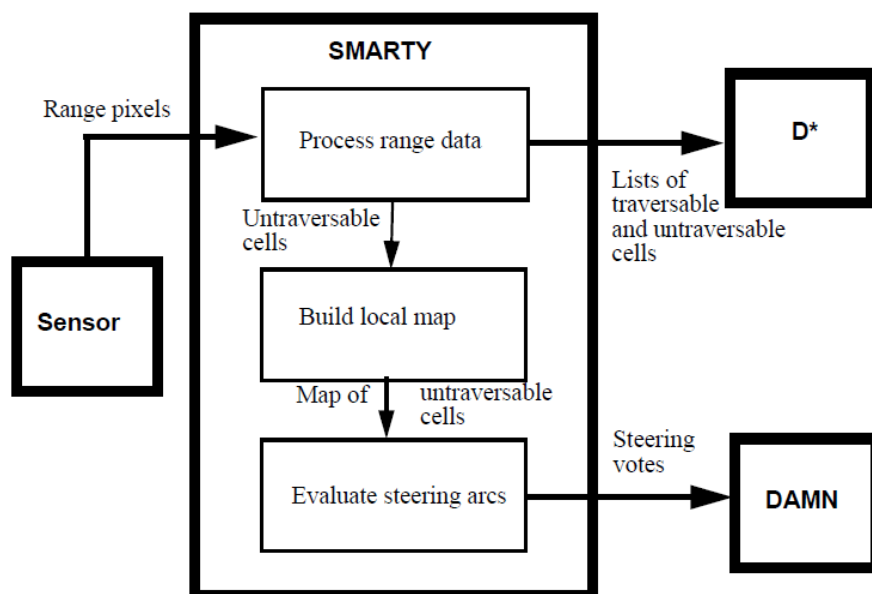 SMARTY
Range pixels
Process range data
D*
Lists of
traversable
and untraversable
cells
Untraversable
cells
Sensor
Build local map
Map of untraversable
cells
Steering
votes
Evaluate steering arcs
DAMN